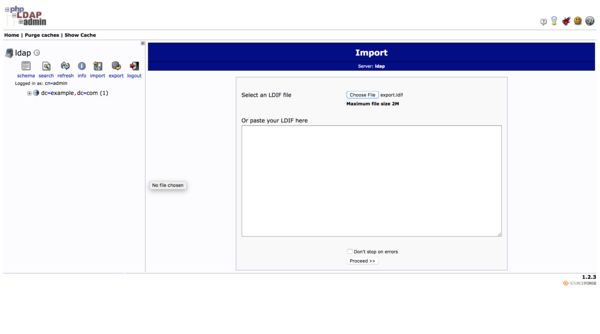 php
LDAP
admin
Home | Purge caches | Show Cache
ldap
schema search refresh info import export logout
Logged in as: cn=admin
dc=example,dc=com (1)
Import
Server: ldap
Select an LDIF file
Choose File export.ldif
Maximum file size 2M
Or paste your LDIF here
No file chosen
Don't stop on errors
Proceed >>
1.2.3
SOURCEFORGE